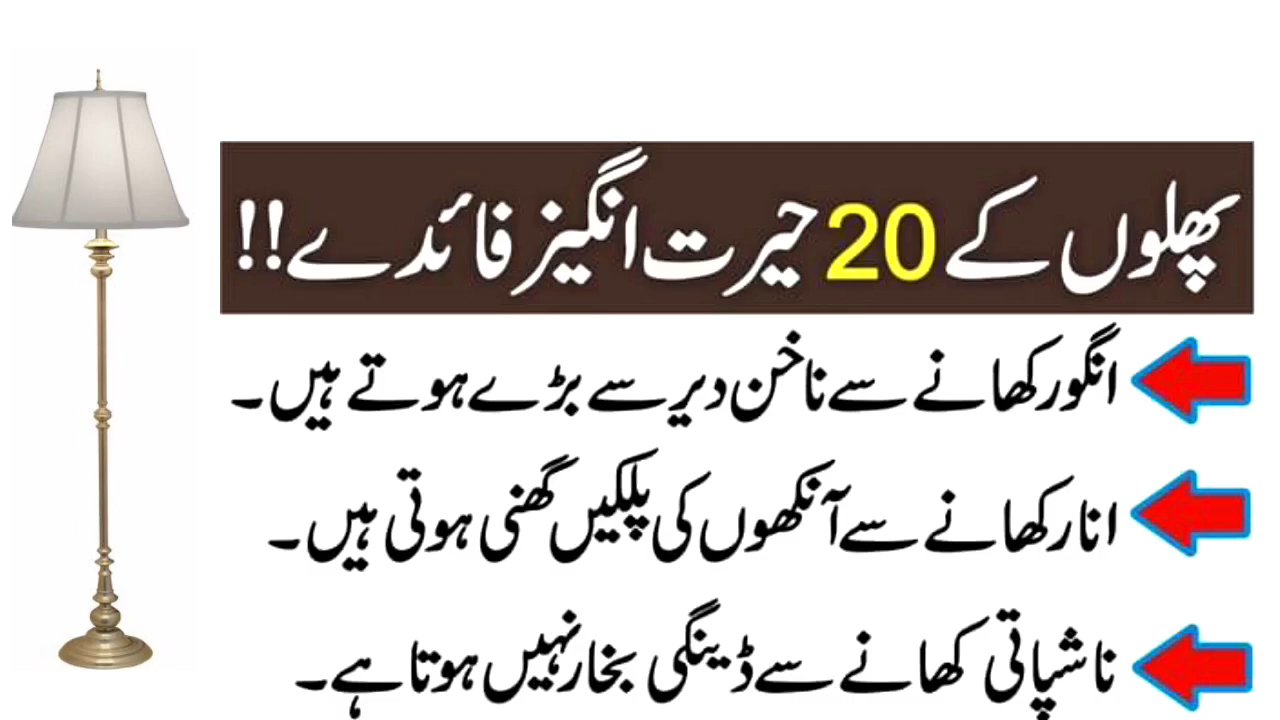 پھلوں کے 20 حیرت انگیز فائدے!!
انگور کھانے سے ناخن دیر سے بڑے ہوتے ہیں۔
انار کھانے سے آنکھوں کی پلکیں گھنی ہوتی ہیں۔
ناشپاتی کھانے سے ڈینگی بخار نہیں ہوتا ہے۔